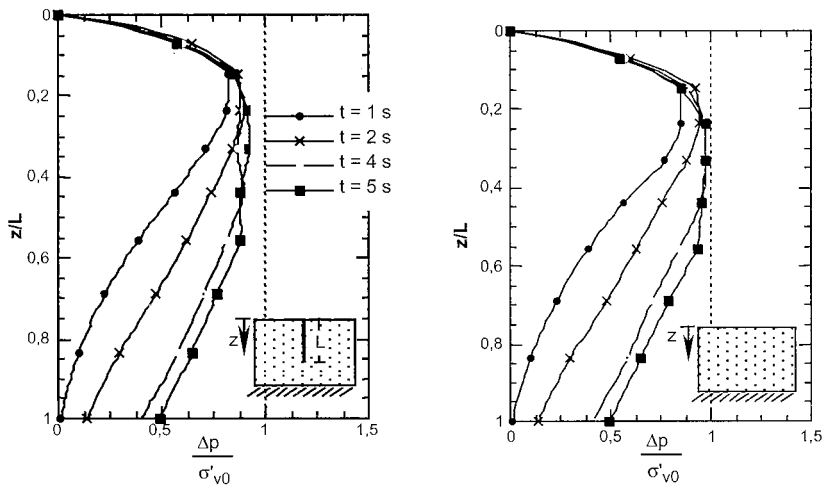 0
0,2
0,4
0,6
0,8
1
z/L
0
0,5
1
1,5
Δp
σ'v0
t = 1 s
t = 2 s
t = 4 s
t = 5 s
z
L
0
0,2
0,4
0,6
0,8
1
z/L
0
0,5
1
1,5
Δp
σ'v0
z